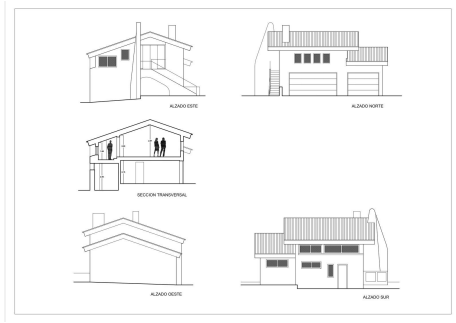 ALZADO ESTE
ALZADO NORTE
SECCION TRANSVERSAL
ALZADO OESTE
ALZADO SUR